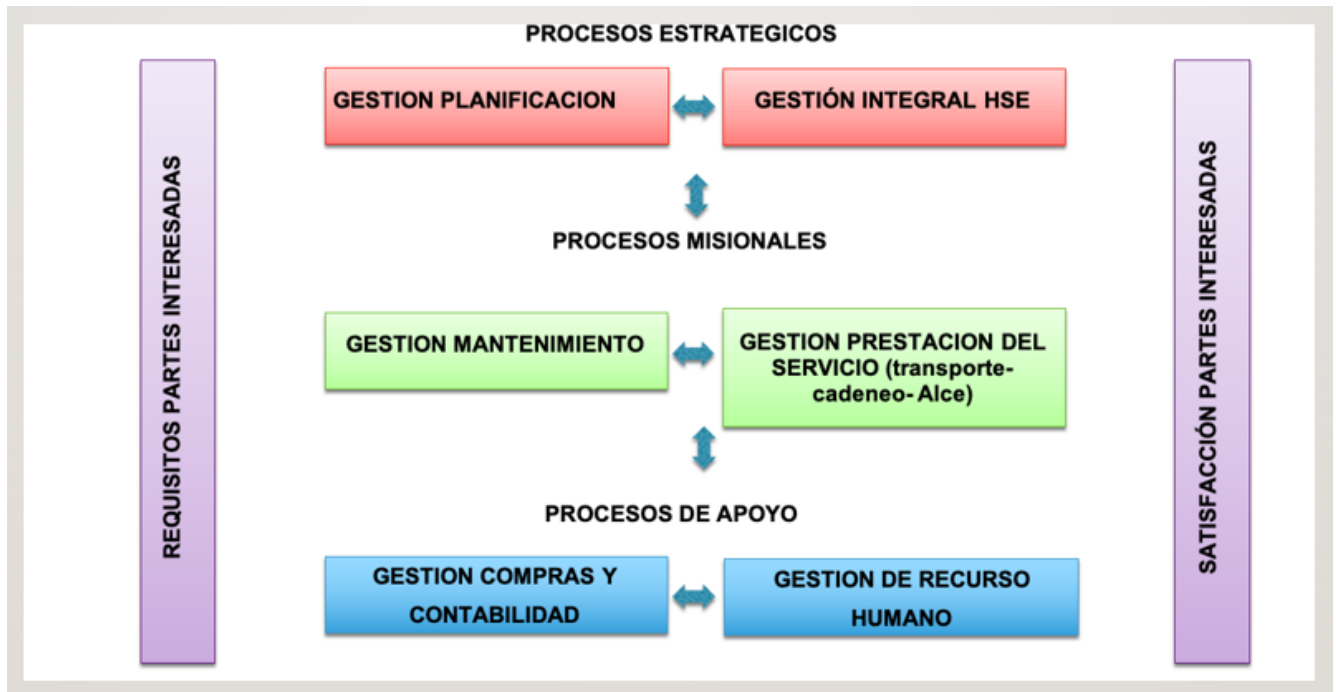 PROCESOS ESTRATEGICOS
REQUISITOS PARTES INTERESADAS
GESTION PLANIFICACION
GESTIÓN INTEGRAL HSE
PROCESOS MISIONALES
GESTION MANTENIMIENTO
GESTION PRESTACION DEL
SERVICIO (transporte-
cadeneo- Alce)
PROCESOS DE APOYO
GESTION COMPRAS Y
CONTABILIDAD
GESTION DE RECURSO
HUMANO
SATISFACCIÓN PARTES INTERESADAS